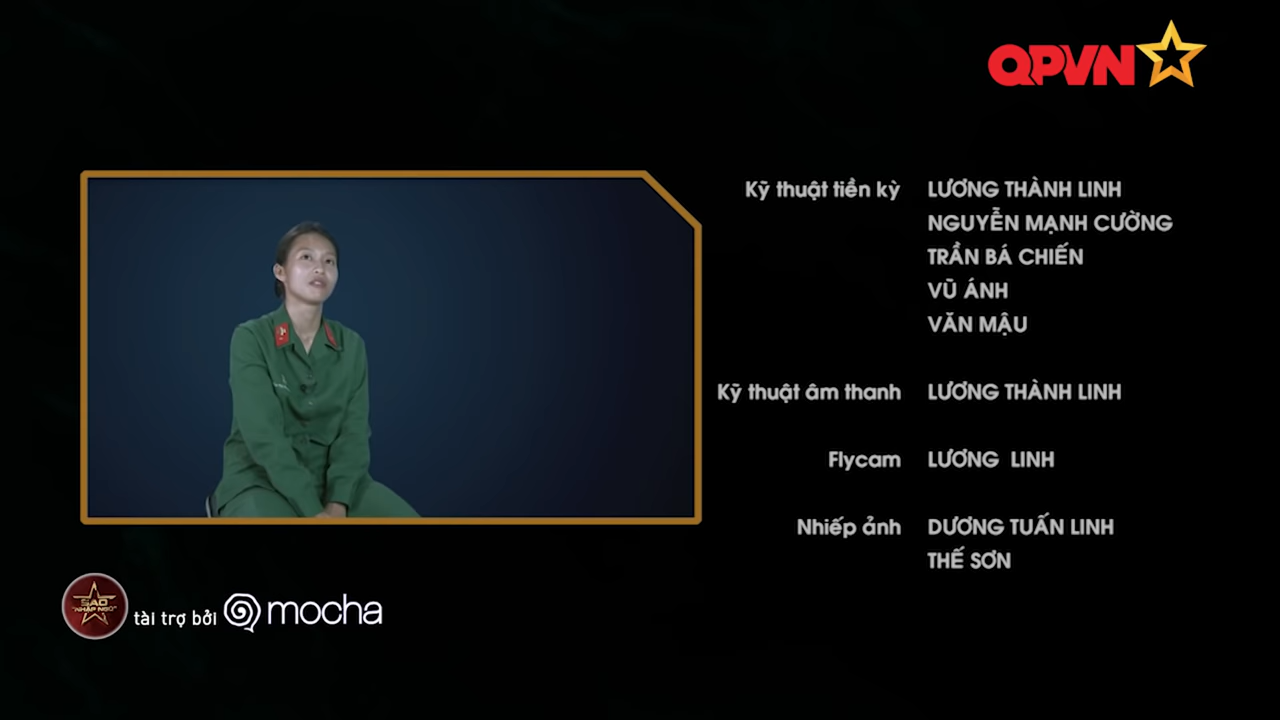 QPVN
Kỹ thuật tiền kỳ LƯƠNG THÀNH LINH
NGUYỄN MẠNH CƯỜNG
TRẦN BÁ CHIẾN
VŨ ÁNH
VĂN MẬU
Kỹ thuật âm thanh LƯƠNG THÀNH LINH
Flycam LƯƠNG LINH
Nhiếp ảnh DƯƠNG TUẤN LINH
THẾ SƠN
SAO
NHẬP NGŨ
tài trợ bởi mocha